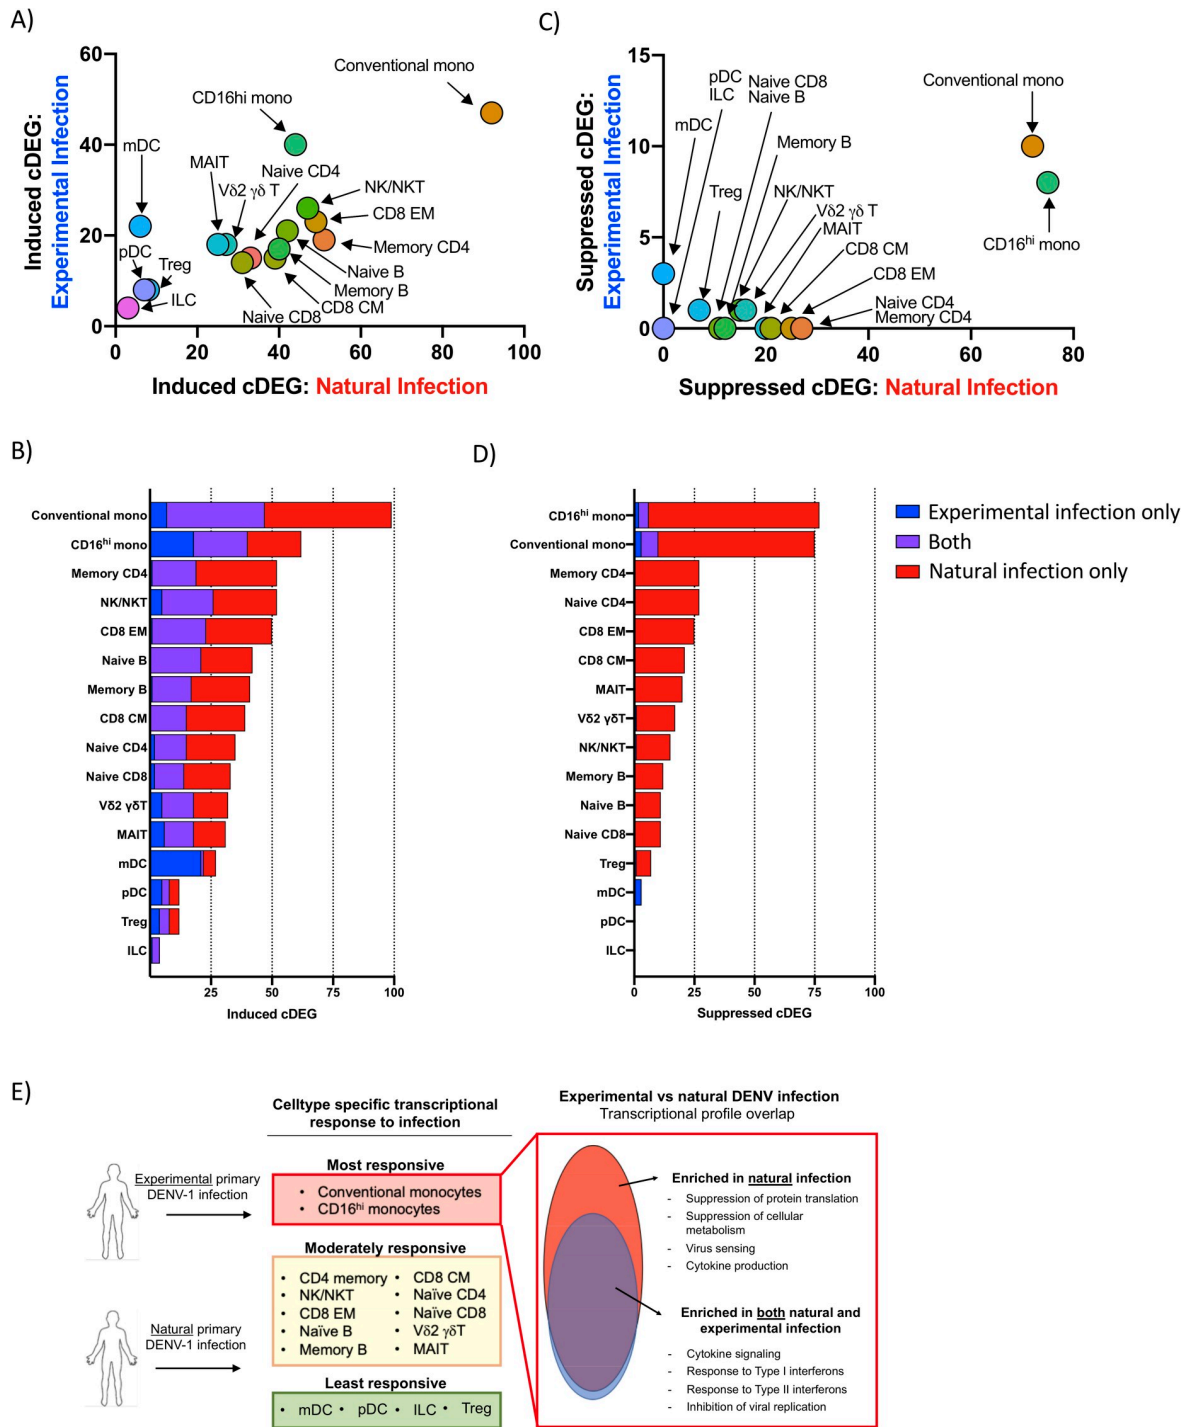 A)
Induced cDEG:
Experimental Infection
60
40
20
0
0
20
40
60
80
100
Conventional mono
CD16hi mono
mDC
MAIT
Vδ2 γδ T
Naive CD4
NK/NKT
CD8 EM
Memory CD4
Naive B
Memory B
CD8 CM
Naive CD8
pDC
Treg
ILC
Induced cDEG: Natural Infection
C)
Suppressed cDEG:
Experimental Infection
15
10
5
0
0
20
40
60
80
pDC
ILC
Naive CD8
Naive B
mDC
Memory B
Treg
NK/NKT
Vδ2 γδ T
MAIT
CD8 CM
CD8 EM
Naive CD4
Memory CD4
Conventional mono
CD16hi mono
Suppressed cDEG: Natural Infection
B)
Conventional mono
CD16hi mono
Memory CD4
NK/NKT
CD8 EM
Naive B
Memory B
CD8 CM
Naive CD4
Naive CD8
Vδ2 γδT
MAIT
mDC
pDC
Treg
ILC
25
50
75
100
Induced cDEG
D)
CD16hi mono
Conventional mono
Memory CD4
Naive CD4
CD8 EM
CD8 CM
MAIT
Vδ2 γδT
NK/NKT
Memory B
Naive B
Naive CD8
Treg
mDC
pDC
ILC
0
25
50
75
100
Suppressed cDEG
Experimental infection only
Both
Natural infection only
E)
Experimental primary
DENV-1 infection
Natural primary
DENV-1 infection
Celltype specific transcriptional
response to infection
Most responsive
• Conventional monocytes
• CD16hi monocytes
Moderately responsive
• CD4 memory • CD8 CM
• NK/NKT • Naïve CD4
• CD8 EM • Naïve CD8
• Naïve B • Vδ2 γδT
• Memory B • MAIT
Least responsive
• mDC • pDC • ILC • Treg
Experimental vs natural DENV infection
Transcriptional profile overlap
Enriched in natural infection
- Suppression of protein translation
- Suppression of cellular
metabolism
- Virus sensing
- Cytokine production
Enriched in both natural and
experimental infection
- Cytokine signaling
- Response to Type I interferons
- Response to Type II interferons
- Inhibition of viral replication